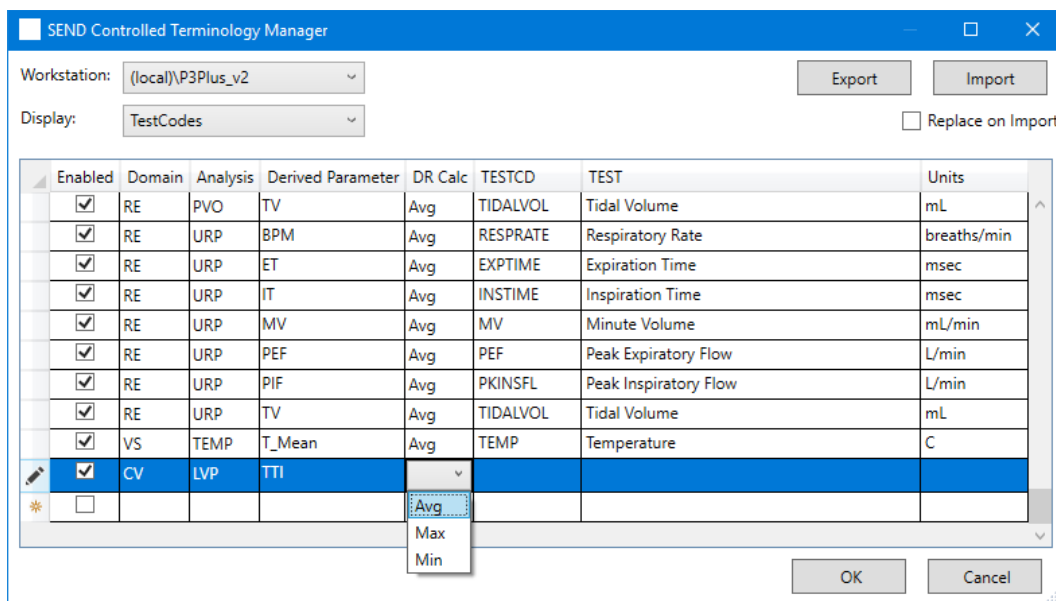 SEND Controlled Terminology Manager
Workstation: (local)\P3Plus_v2 Export Import
Display: TestCodes Replace on Import
Enabled Domain Analysis Derived Parameter DR Calc TESTCD TEST Units
RE PVO TV Avg TIDALVOL Tidal Volume mL
RE URP BPM Avg RESPRATE Respiratory Rate breaths/min
RE URP ET Avg EXPTIME Expiration Time msec
RE URP IT Avg INSTIME Inspiration Time msec
RE URP MV Avg MV Minute Volume mL/min
RE URP PEF Avg PEF Peak Expiratory Flow L/min
RE URP PIF Avg PKINSFL Peak Inspiratory Flow L/min
RE URP TV Avg TIDALVOL Tidal Volume mL
VS TEMP T_Mean Avg TEMP Temperature C
CV LVP TTI
Avg
Max
Min
OK Cancel